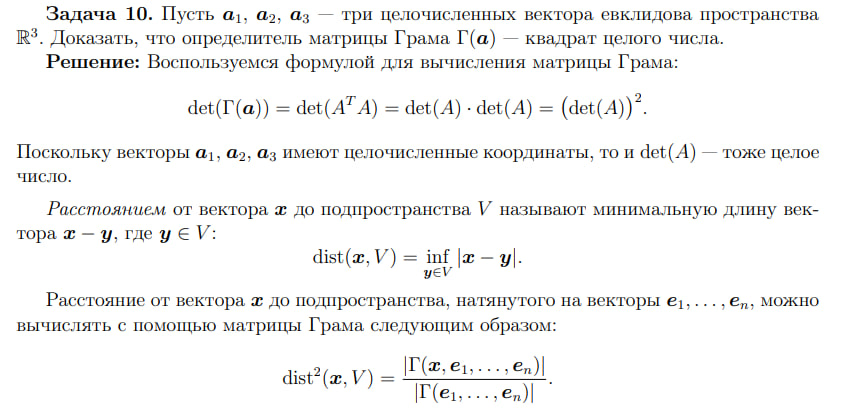 Задача 10. Пусть a₁, a₂, a₃ — три целочисленных вектора евклидова пространства
ℝ³. Доказать, что определитель матрицы Грама Γ(a) — квадрат целого числа.
Решение: Воспользуемся формулой для вычисления матрицы Грама:
det(Γ(a)) = det(AᵀA) = det(A) · det(A) = (det(A))².
Поскольку векторы a₁, a₂, a₃ имеют целочисленные координаты, то и det(A) — тоже целое
число.
Расстоянием от вектора x до подпространства V называют минимальную длину век-
тора x − y, где y ∈ V:
dist(x, V) = inf_{y∈V} |x − y|.
Расстояние от вектора x до подпространства, натянутого на векторы e₁, . . . , eₙ, можно
вычислять с помощью матрицы Грама следующим образом:
dist²(x, V) = |Γ(x, e₁, . . . , eₙ)| / |Γ(e₁, . . . , eₙ)|.